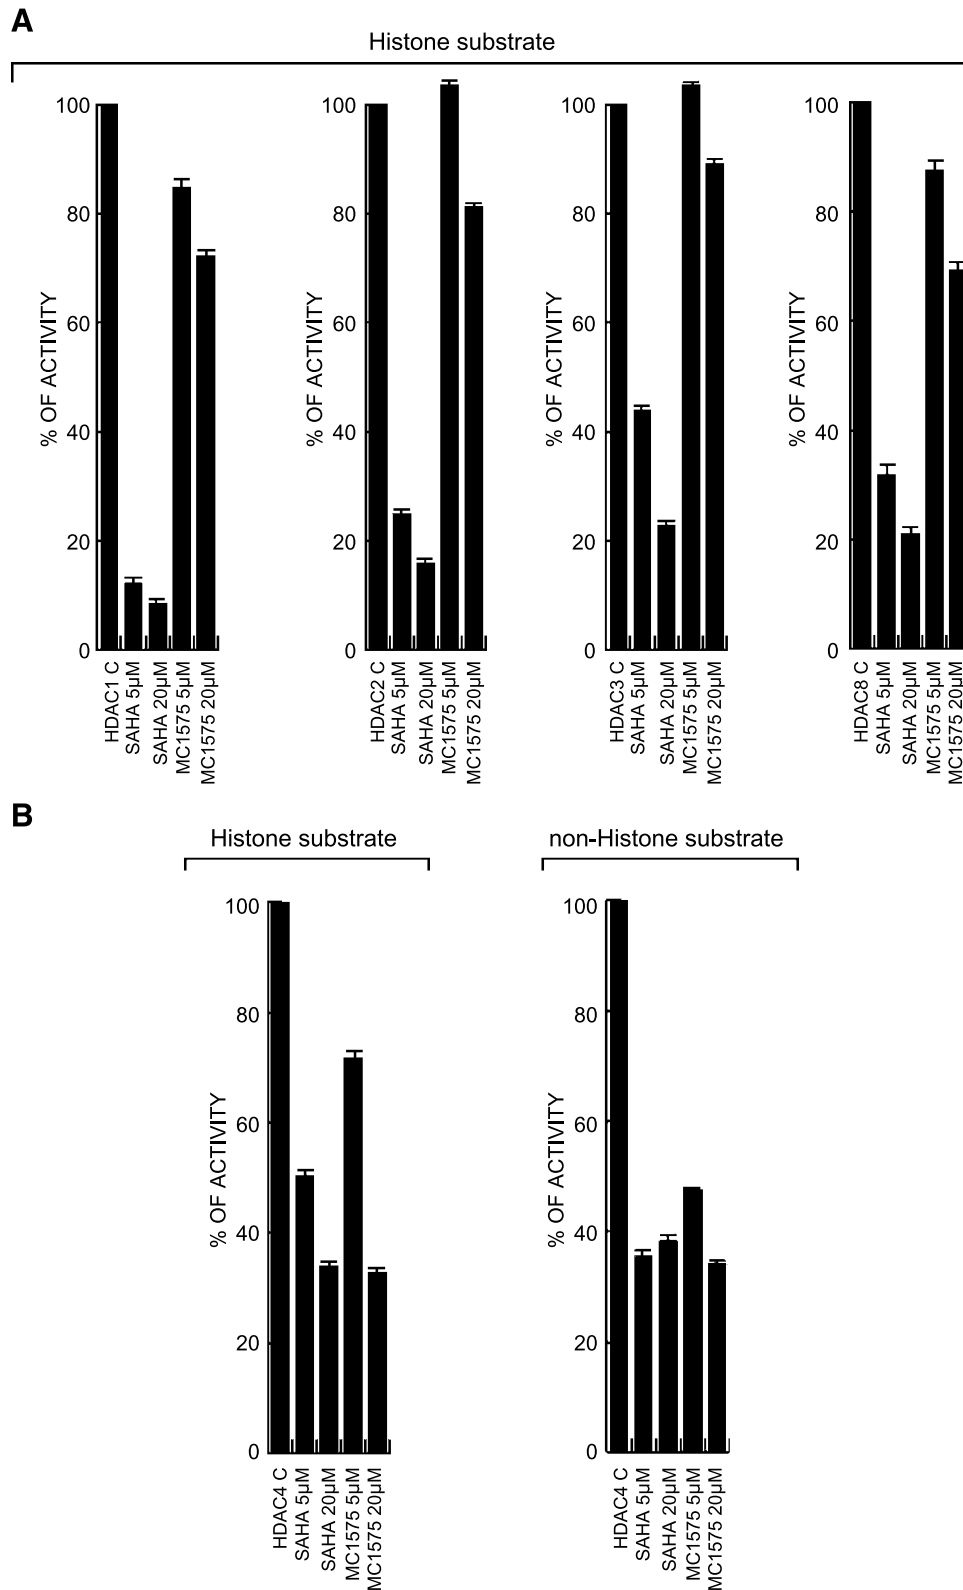 A
Histone substrate
% OF ACTIVITY
100
80
60
40
20
0
HDAC1 C
SAHA 5µM
SAHA 20µM
MC1575 5µM
MC1575 20µM
% OF ACTIVITY
100
80
60
40
20
0
HDAC2 C
SAHA 5µM
SAHA 20µM
MC1575 5µM
MC1575 20µM
% OF ACTIVITY
100
80
60
40
20
0
HDAC3 C
SAHA 5µM
SAHA 20µM
MC1575 5µM
MC1575 20µM
% OF ACTIVITY
100
80
60
40
20
0
HDAC8 C
SAHA 5µM
SAHA 20µM
MC1575 5µM
MC1575 20µM
B
Histone substrate
% OF ACTIVITY
100
80
60
40
20
0
HDAC4 C
SAHA 5µM
SAHA 20µM
MC1575 5µM
MC1575 20µM
non-Histone substrate
% OF ACTIVITY
100
80
60
40
20
0
HDAC4 C
SAHA 5µM
SAHA 20µM
MC1575 5µM
MC1575 20µM